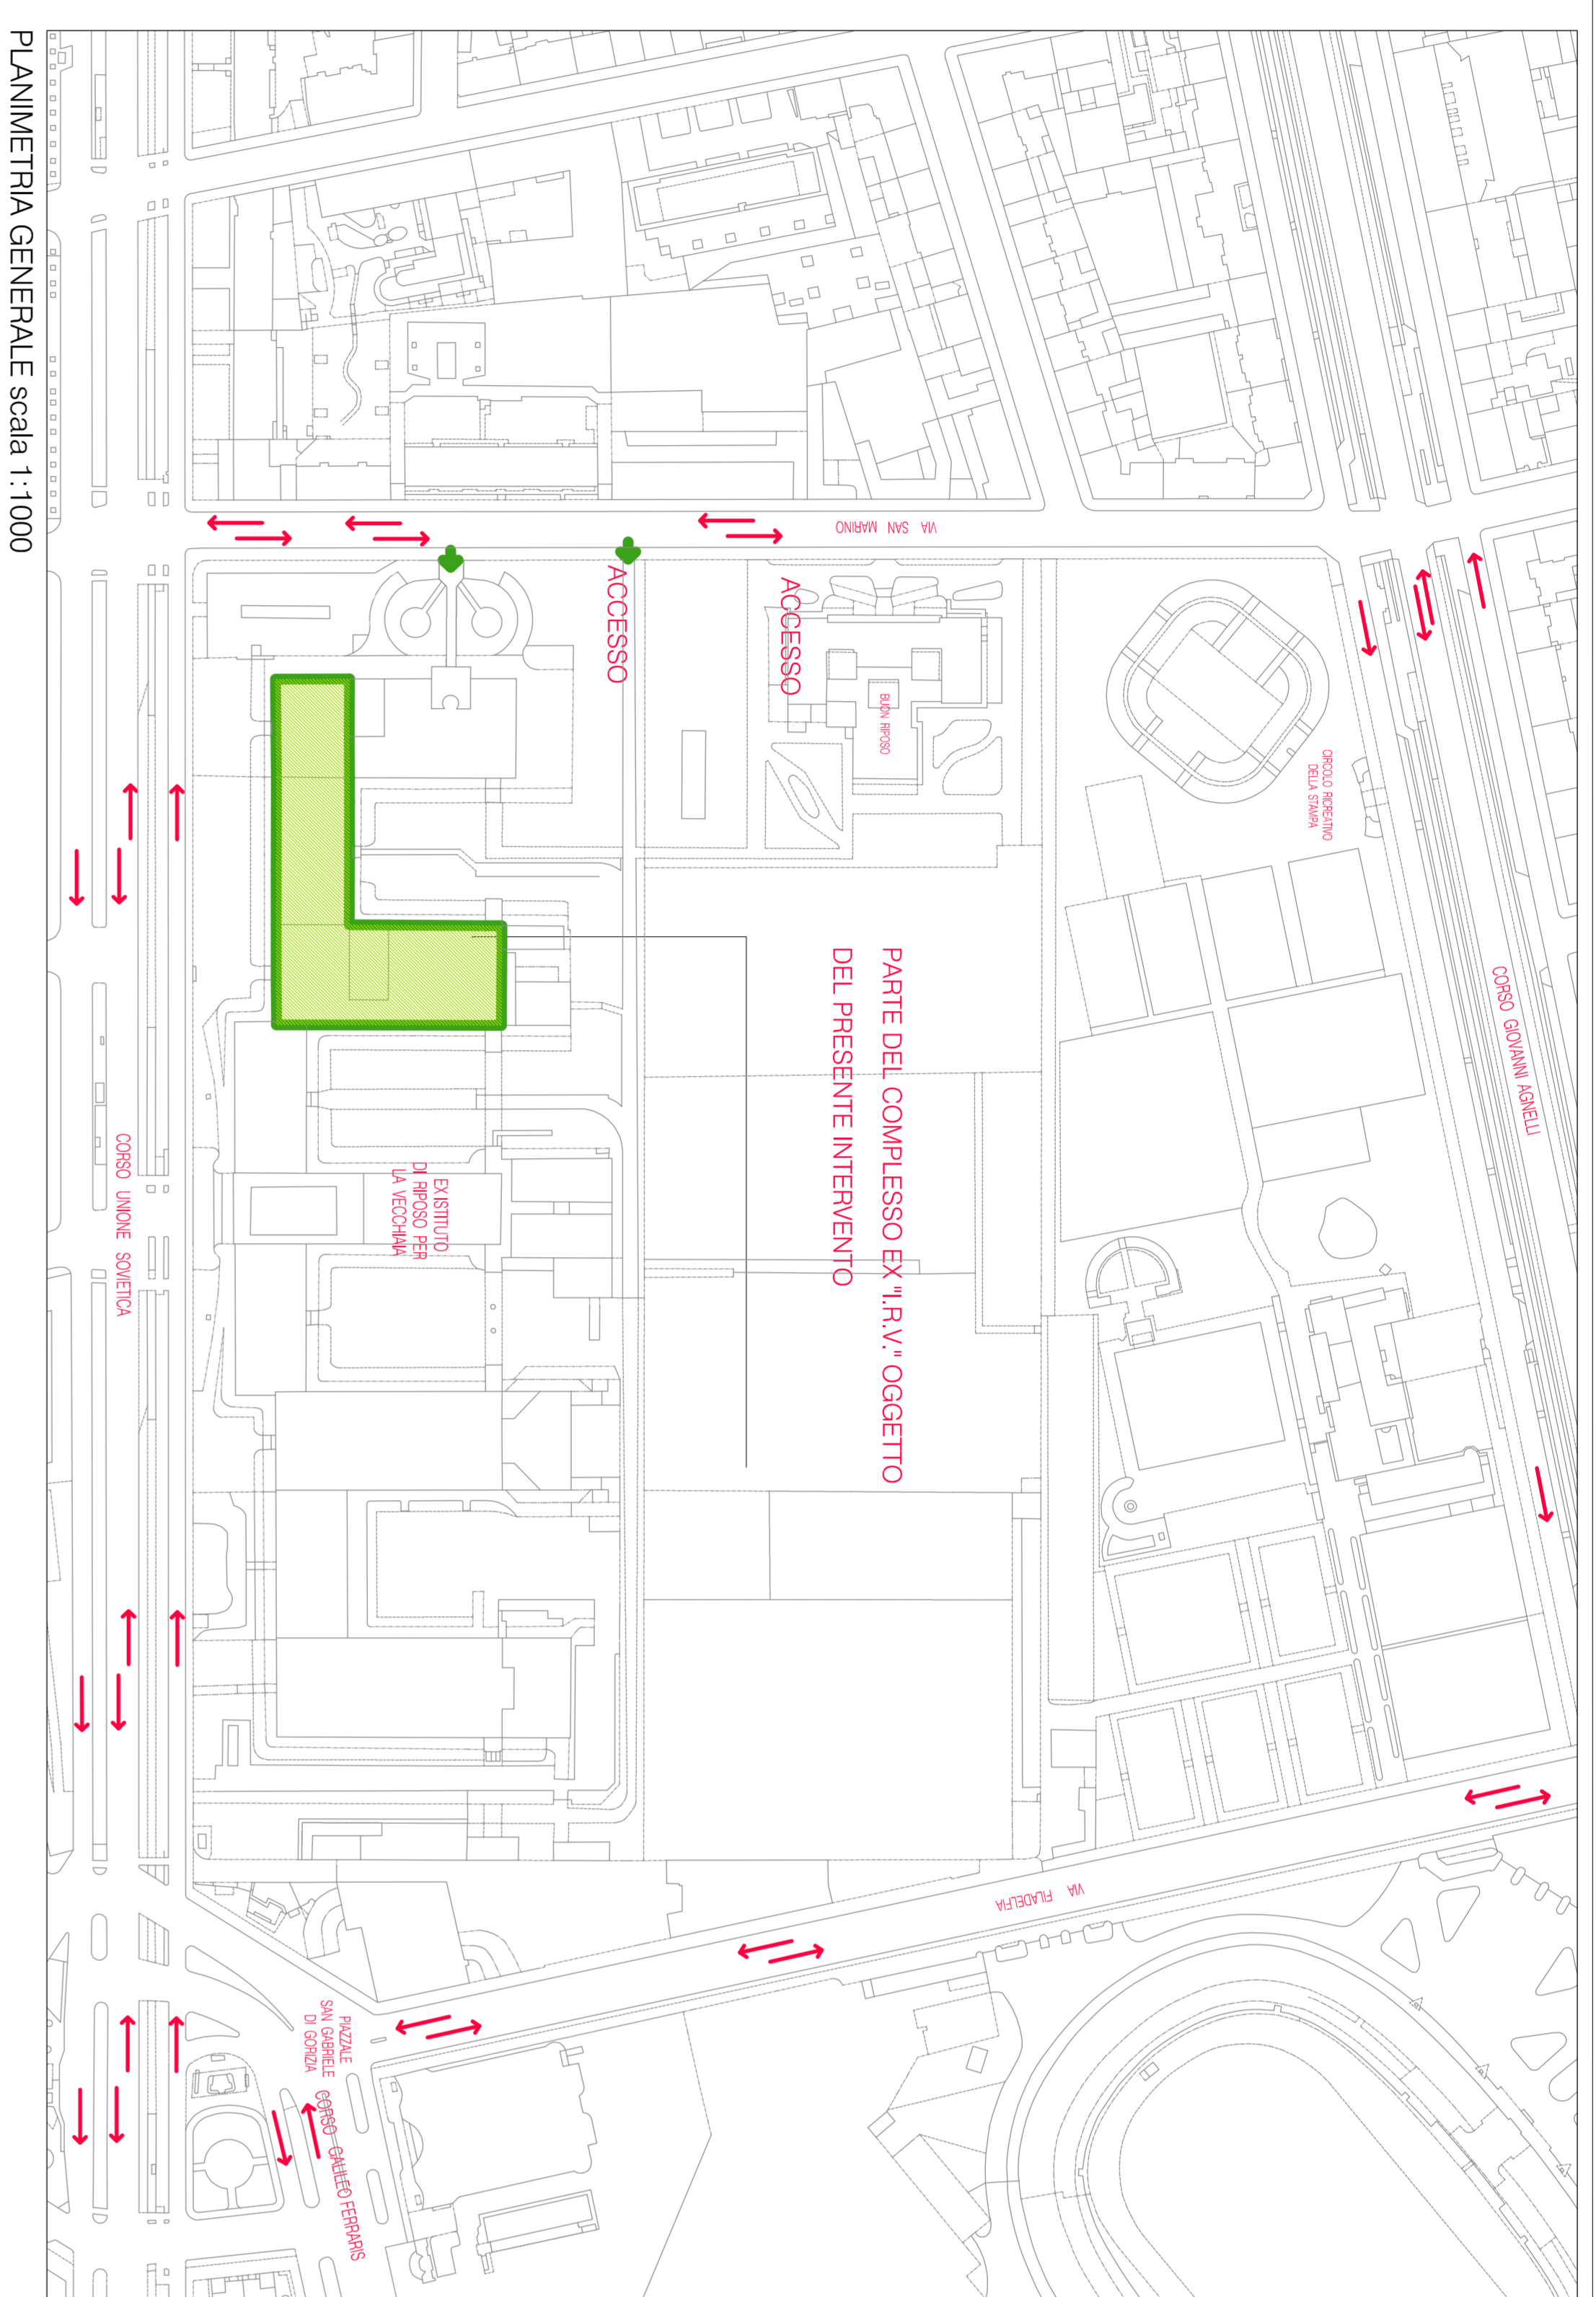 PLANIMETRIA GENERALE scala 1:1000
VIA SAN MARINO
ACCESSO
ACCESSO
BUON RIPOSO
CIRCOLO RICREATIVO
DELLA STAMPA
CORSO GIOVANNI AGNELLI
PARTE DEL COMPLESSO EX "I.R.V." OGGETTO
DEL PRESENTE INTERVENTO
EX ISTITUTO
DI RIPOSO PER
LA VECCHIAIA
CORSO UNIONE SOVIETICA
VIA FILADELFIA
PIAZZALE
SAN GABRIELE
DI GORIZIA
CORSO GALILEO FERRARIS